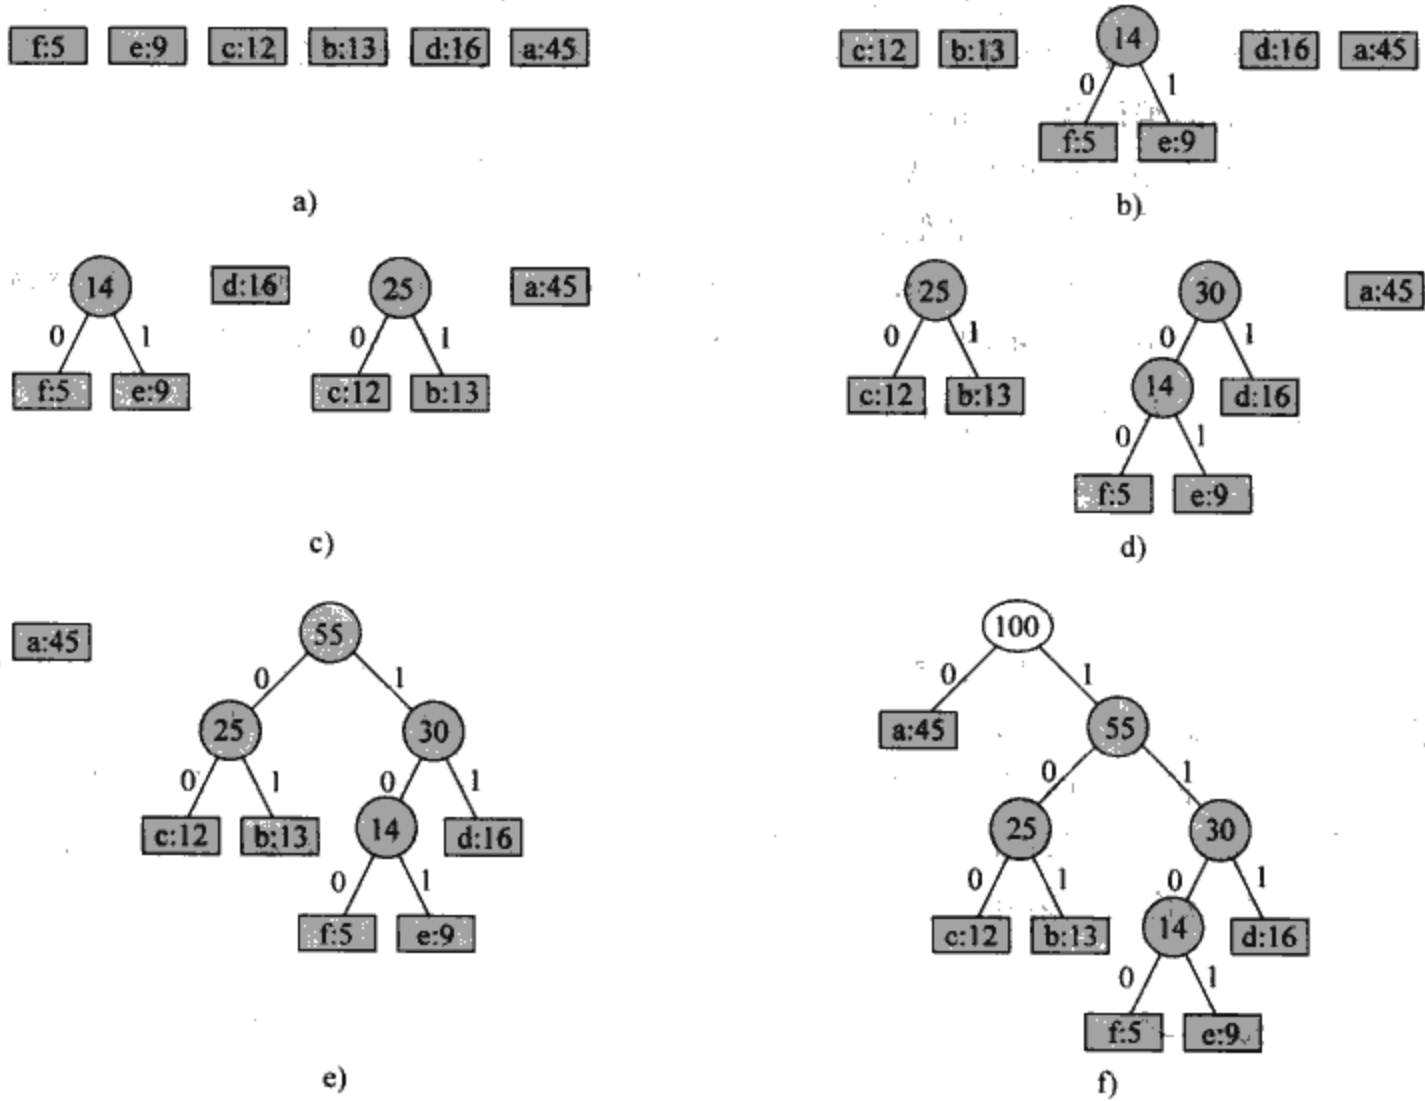 f:5 e:9 c:12 b:13 d:16 a:45
a)
c:12 b:13 14 d:16 a:45
0 1
f:5 e:9
b)
14 d:16 25 a:45
0 1 0 1
f:5 e:9 c:12 b:13
c)
25 30 a:45
0 1 0 1
c:12 b:13 14 d:16
0 1
f:5 e:9
d)
a:45 55
0 1
25 30
0 1 0 1
c:12 b:13 14 d:16
0 1
f:5 e:9
e)
100
0 1
a:45 55
0 1
25 30
0 1 0 1
c:12 b:13 14 d:16
0 1
f:5 e:9
f)